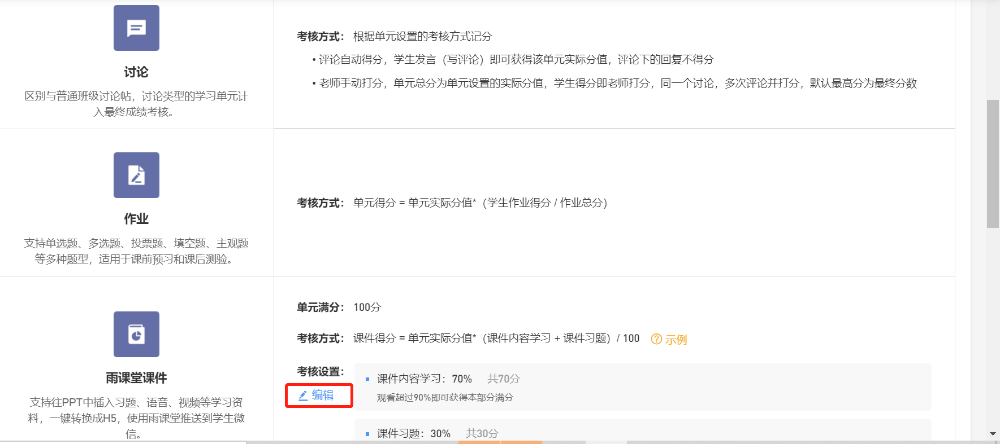 讨论
区别与普通班级讨论帖，讨论类型的学习单元计
入最终成绩考核。
考核方式： 根据单元设置的考核方式记分
• 评论自动得分，学生发言（写评论）即可获得该单元实际分值，评论下的回复不得分
• 老师手动打分，单元总分为单元设置的实际分值，学生得分即老师打分，同一个讨论，多次评论并打分，默认最高分为最终分数
作业
支持单选题、多选题、投票题、填空题、主观题
等多种题型，适用于课前预习和课后测验。
考核方式： 单元得分 = 单元实际分值*（学生作业得分 / 作业总分）
雨课堂课件
支持往PPT中插入习题、语音、视频等学习资
料，一键转换成H5，使用雨课堂推送到学生微
信。
单元满分： 100分
考核方式： 课件得分 = 单元实际分值*（课件内容学习 + 课件习题）/ 100 ? 示例
考核设置：
编辑
课件内容学习：70% 共70分
观看超过90%即可获得本部分满分
课件习题：30% 共30分